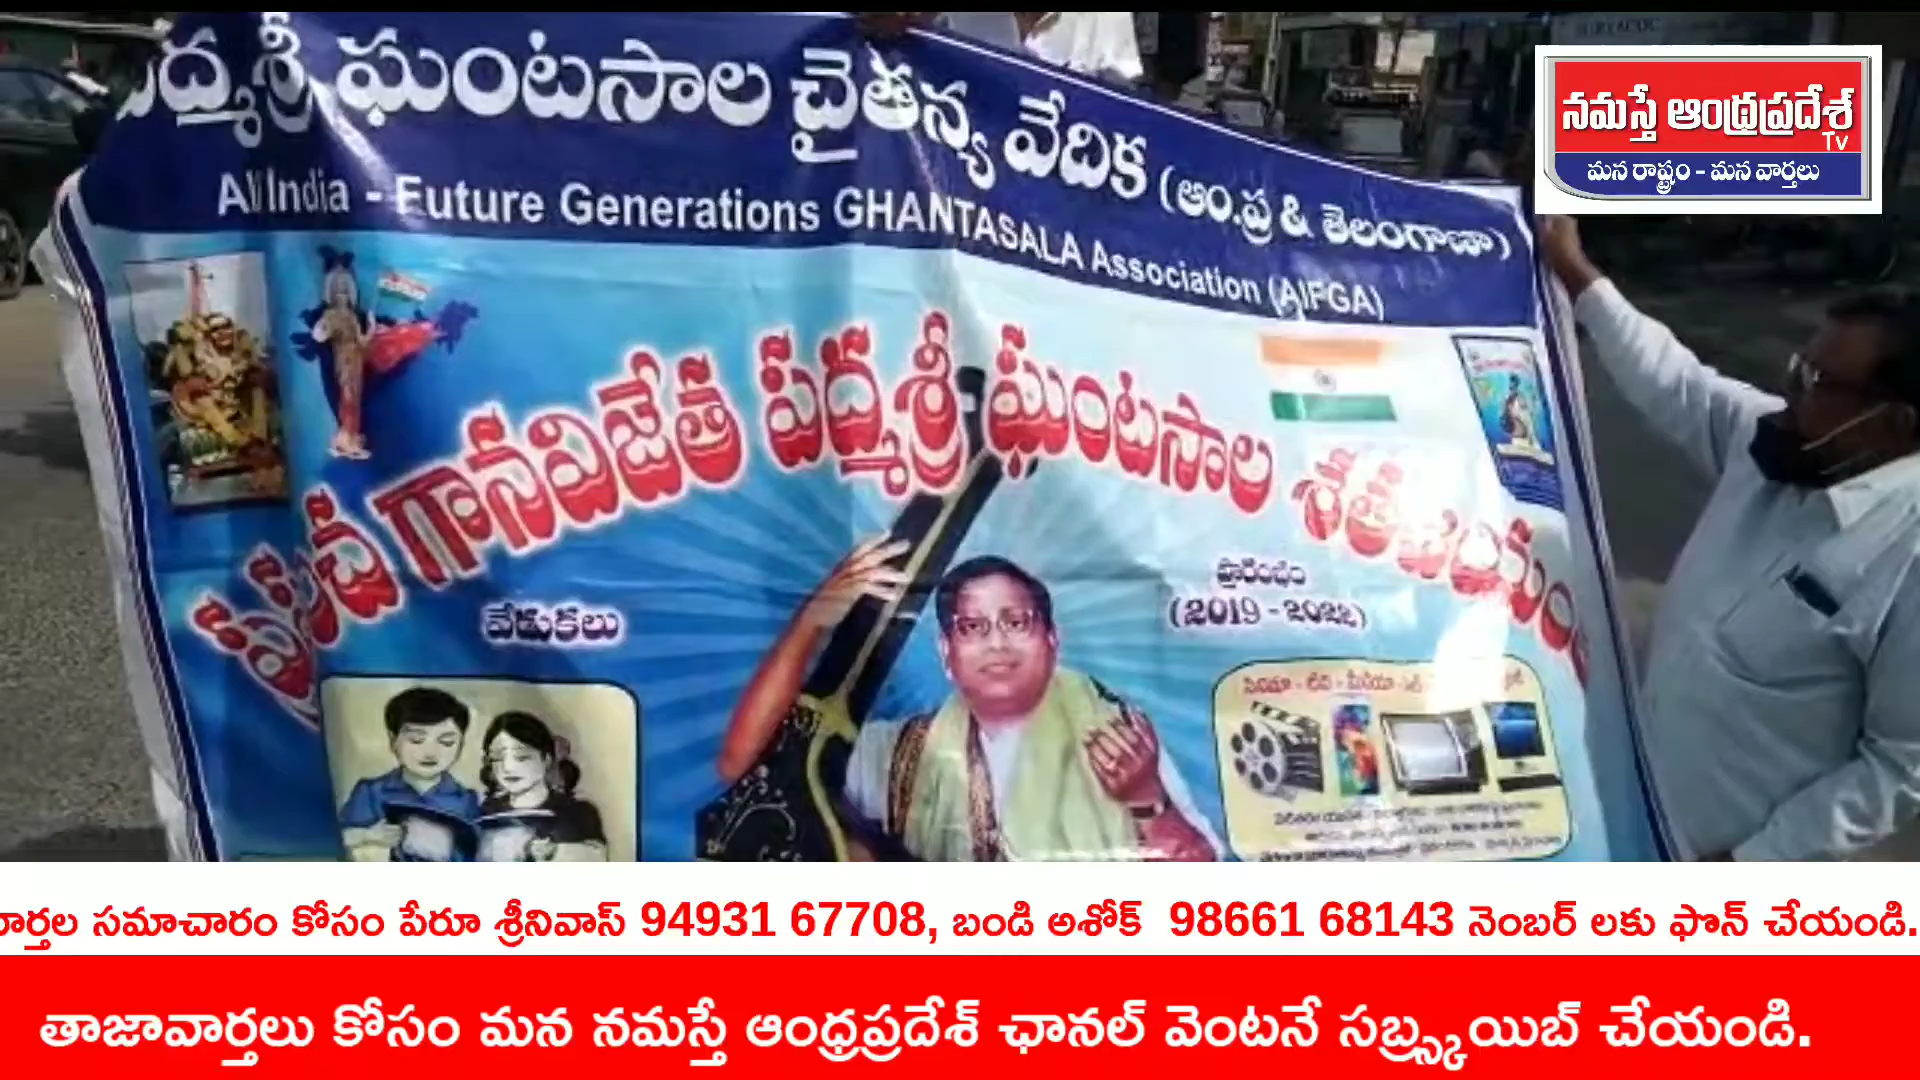 పద్మశ్రీ ఘంటసాల చైతన్య వేదిక (ఆం.ప్ర & తెలంగాణా)
All India - Future Generations GHANTASALA Association (AIFGA)
నమస్తే ఆంధ్రప్రదేశ్
Tv
మన రాష్ట్రం - మన వార్తలు
ప్రపంచ గానవిజేత పద్మశ్రీ ఘంటసాల శతజయంతి
వేడుకలు
ప్రారంభం
(2019 - 2022)
సినిమా - టీవి - మీడియా
వార్తల సమాచారం కోసం పేరూ శ్రీనివాస్ 94931 67708, బండి అశోక్ 98661 68143 నెంబర్ లకు ఫొన్ చేయండి.
తాజావార్తలు కోసం మన నమస్తే ఆంధ్రప్రదేశ్ ఛానల్ వెంటనే సబ్స్క్రయిబ్ చేయండి.